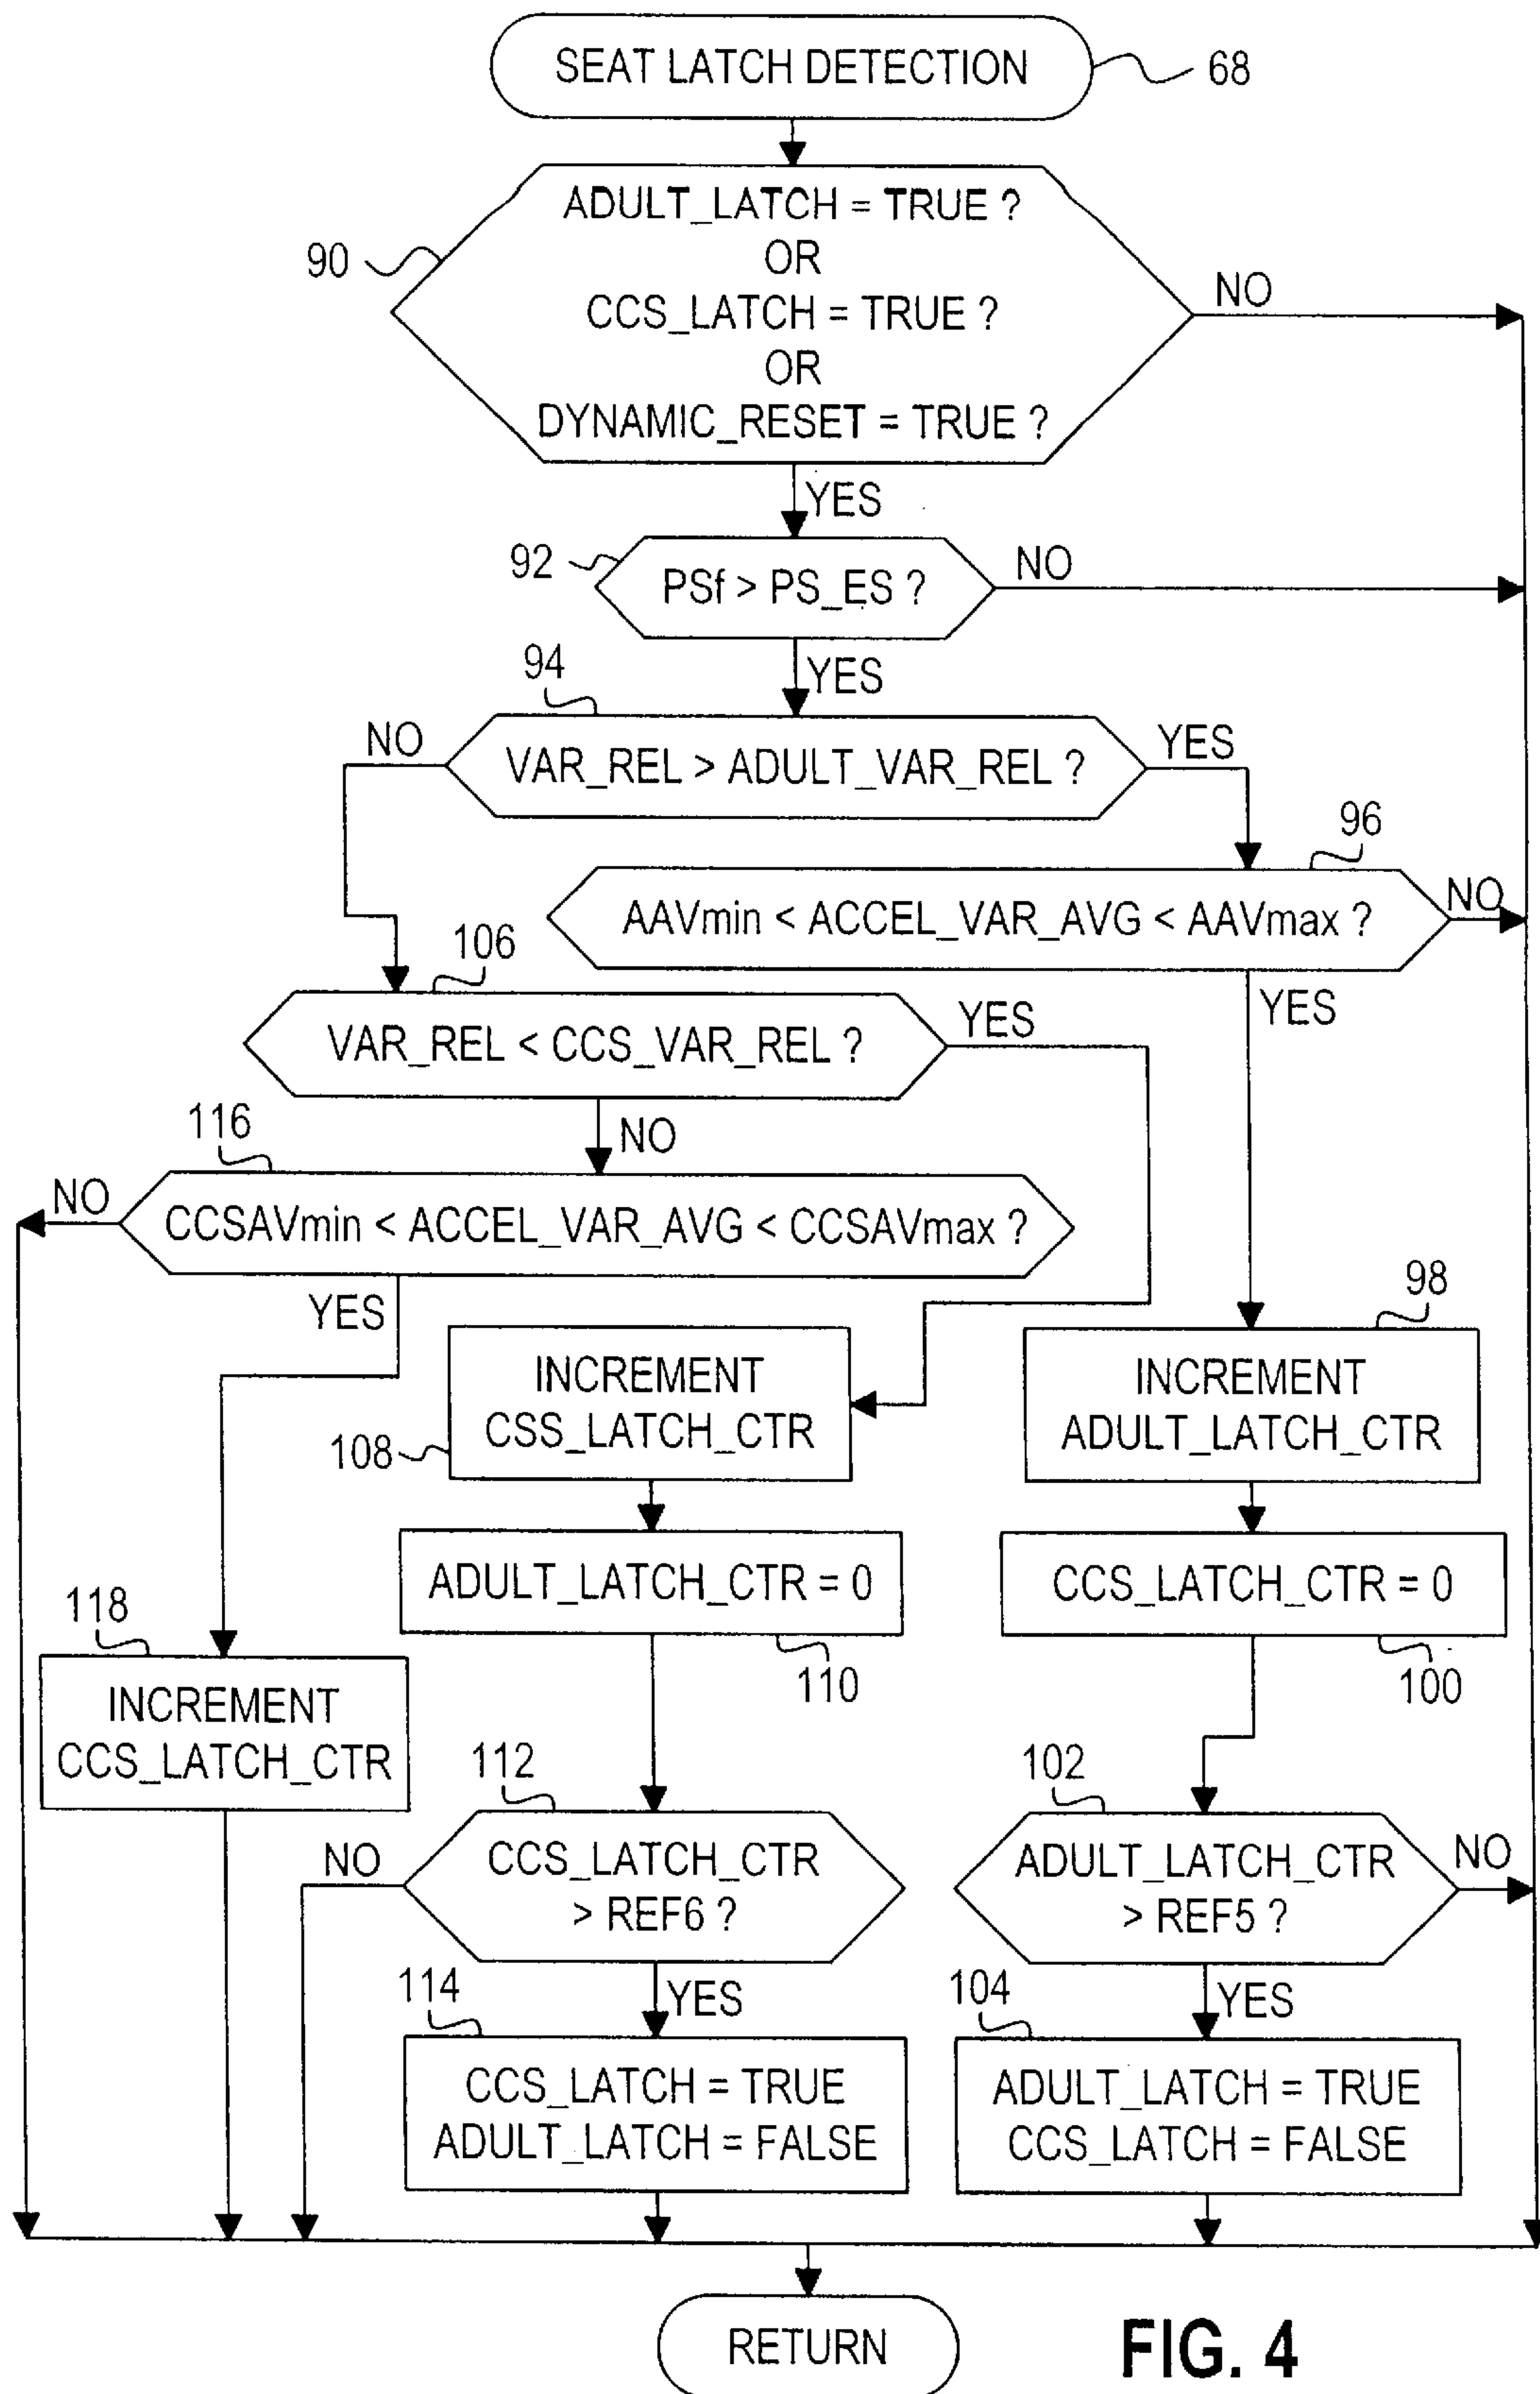 SEAT LATCH DETECTION
68
ADULT_LATCH = TRUE ?
OR
CCS_LATCH = TRUE ?
OR
DYNAMIC_RESET = TRUE ?
90
NO
YES
92
PSf > PS_ES ?
NO
YES
94
NO
VAR_REL > ADULT_VAR_REL ?
YES
96
AAVmin < ACCEL_VAR_AVG < AAVmax ?
NO
YES
106
VAR_REL < CCS_VAR_REL ?
YES
NO
116
NO
CCSAVmin < ACCEL_VAR_AVG < CCSAVmax ?
YES
98
INCREMENT
CSS_LATCH_CTR
108
INCREMENT
ADULT_LATCH_CTR
ADULT_LATCH_CTR = 0
110
CCS_LATCH_CTR = 0
100
118
INCREMENT
CCS_LATCH_CTR
112
NO
CCS_LATCH_CTR
> REF6 ?
YES
102
ADULT_LATCH_CTR
> REF5 ?
NO
YES
114
CCS_LATCH = TRUE
ADULT_LATCH = FALSE
104
ADULT_LATCH = TRUE
CCS_LATCH = FALSE
RETURN
FIG. 4